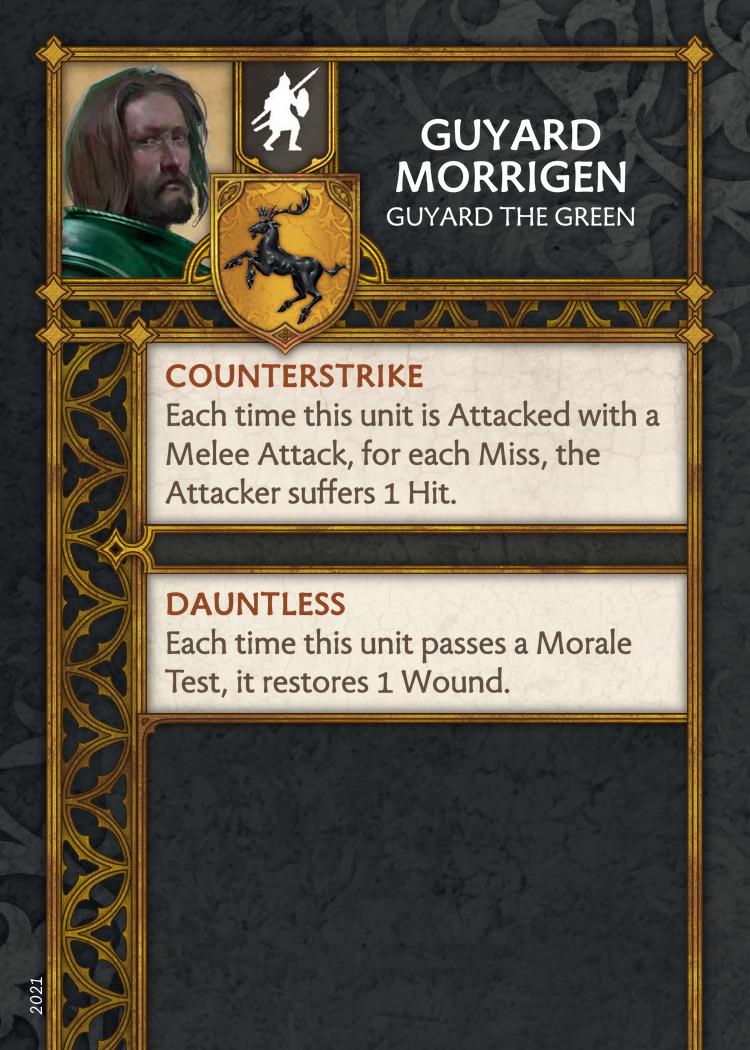 GUYARD
MORRIGEN
GUYARD THE GREEN
COUNTERSTRIKE
Each time this unit is Attacked with a
Melee Attack, for each Miss, the
Attacker suffers 1 Hit.
DAUNTLESS
Each time this unit passes a Morale
Test, it restores 1 Wound.
2021